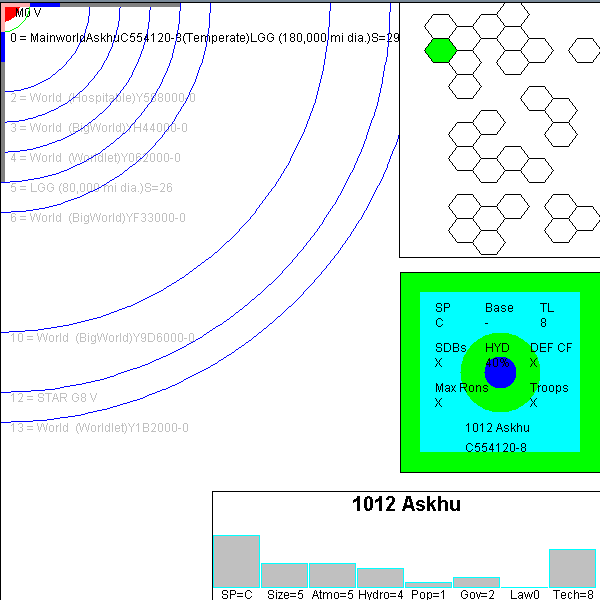 M0 V
0 = MainworldAskhuC554120-8(Temperate)LGG (180,000 mi dia.)S=29
2 = World (Hospitable)Y568000-0
3 = World (BigWorld)YH44000-0
4 = World (Worldlet)Y062000-0
5 = LGG (80,000 mi dia.)S=26
6 = World (BigWorld)YF33000-0
10 = World (BigWorld)Y9D6000-0
12 = STAR G8 V
13 = World (Worldlet)Y1B2000-0
SP Base TL
C - 8
SDBs HYD DEF CF
X X
Max Rons Troops
X X
1012 Askhu
C554120-8
1012 Askhu
SP=C Size=5 Atmo=5 Hydro=4 Pop=1 Gov=2 Law0 Tech=8